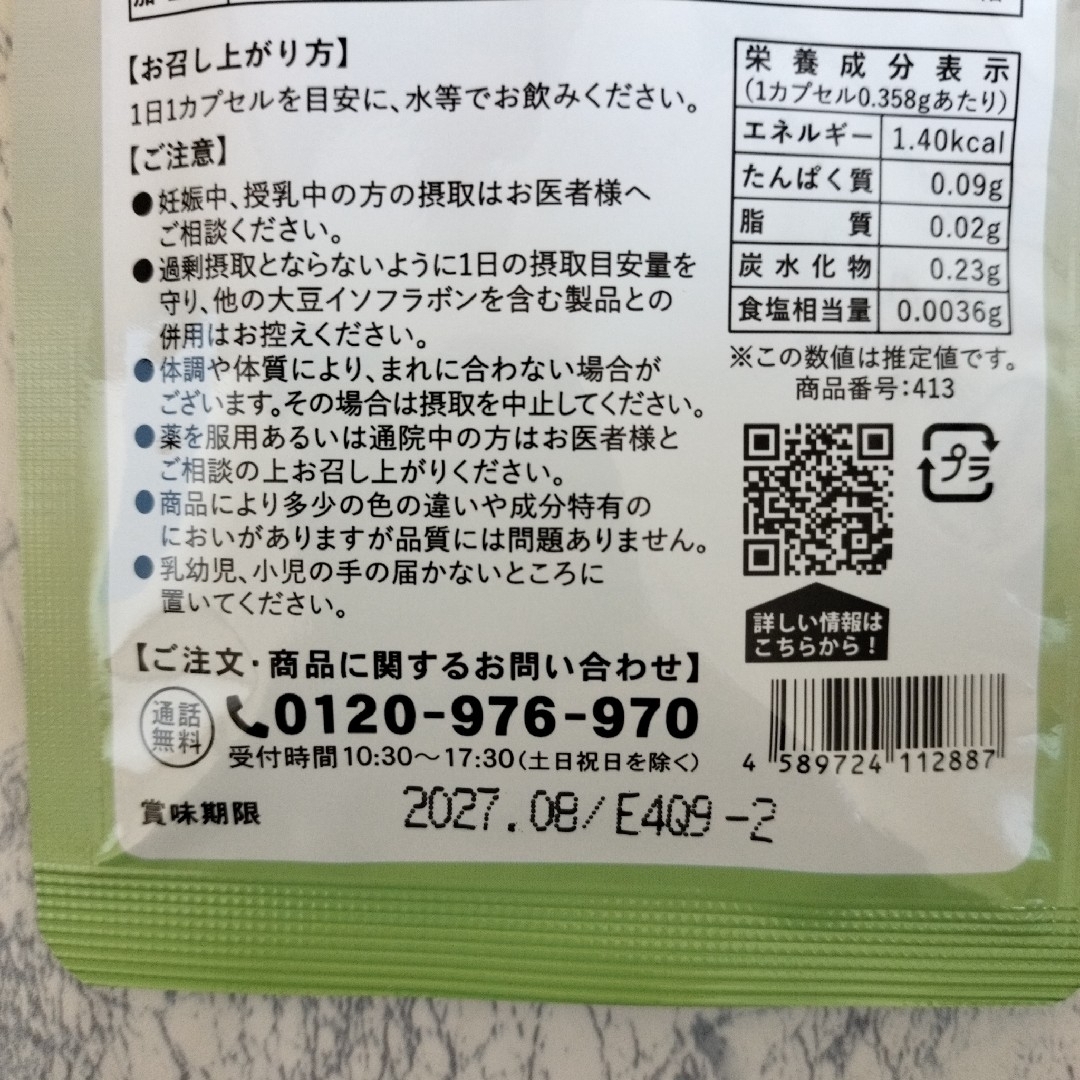 【お召し上がり方】
1日1カプセルを目安に、水等でお飲みください。
【ご注意】
●妊娠中、授乳中の方の摂取はお医者様へ
ご相談ください。
●過剰摂取とならないように1日の摂取目安量を
守り、他の大豆イソフラボンを含む製品との
併用はお控えください。
●体調や体質により、まれに合わない場合が
ございます。その場合は摂取を中止してください。
●薬を服用あるいは通院中の方はお医者様と
ご相談の上お召し上がりください。
●商品により多少の色の違いや成分特有の
においがありますが品質には問題ありません。
●乳幼児、小児の手の届かないところに
置いてください。
【ご注文・商品に関するお問い合わせ】
通話
無料
0120-976-970
受付時間10:30〜17:30(土日祝日を除く)
賞味期限
2027.08/E4Q9-2
栄養成分表示
(1カプセル0.358gあたり)
エネルギー 1.40kcal
たんぱく質 0.09g
脂質 0.02g
炭水化物 0.23g
食塩相当量 0.0036g
※この数値は推定値です。
商品番号:413
プラ
詳しい情報は
こちらから!
4 589724 112887